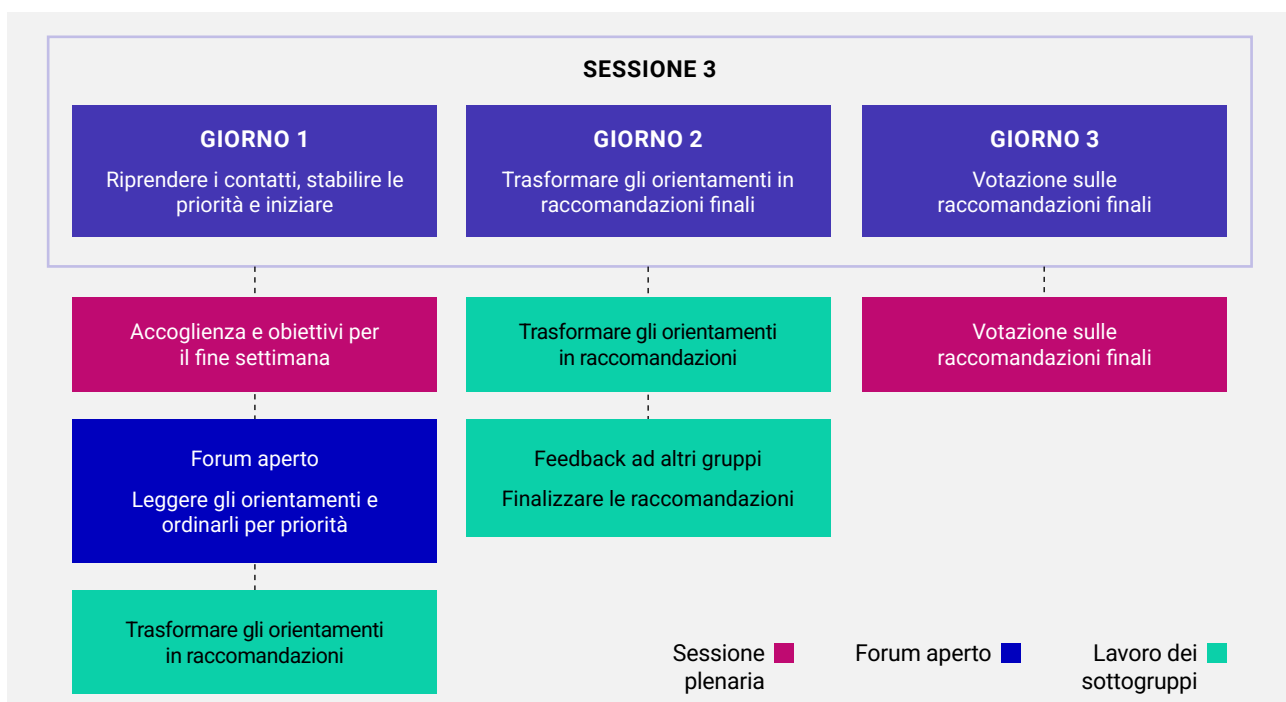 SESSIONE 3
GIORNO 1
Riprendere i contatti, stabilire le
priorità e iniziare
GIORNO 2
Trasformare gli orientamenti in
raccomandazioni finali
GIORNO 3
Votazione sulle
raccomandazioni finali
Accoglienza e obiettivi per
il fine settimana
Forum aperto
Leggere gli orientamenti e
ordinarli per priorità
Trasformare gli orientamenti
in raccomandazioni
Trasformare gli orientamenti
in raccomandazioni
Feedback ad altri gruppi
Finalizzare le raccomandazioni
Votazione sulle
raccomandazioni finali
Sessione
plenaria
Forum aperto
Lavoro dei
sottogruppi